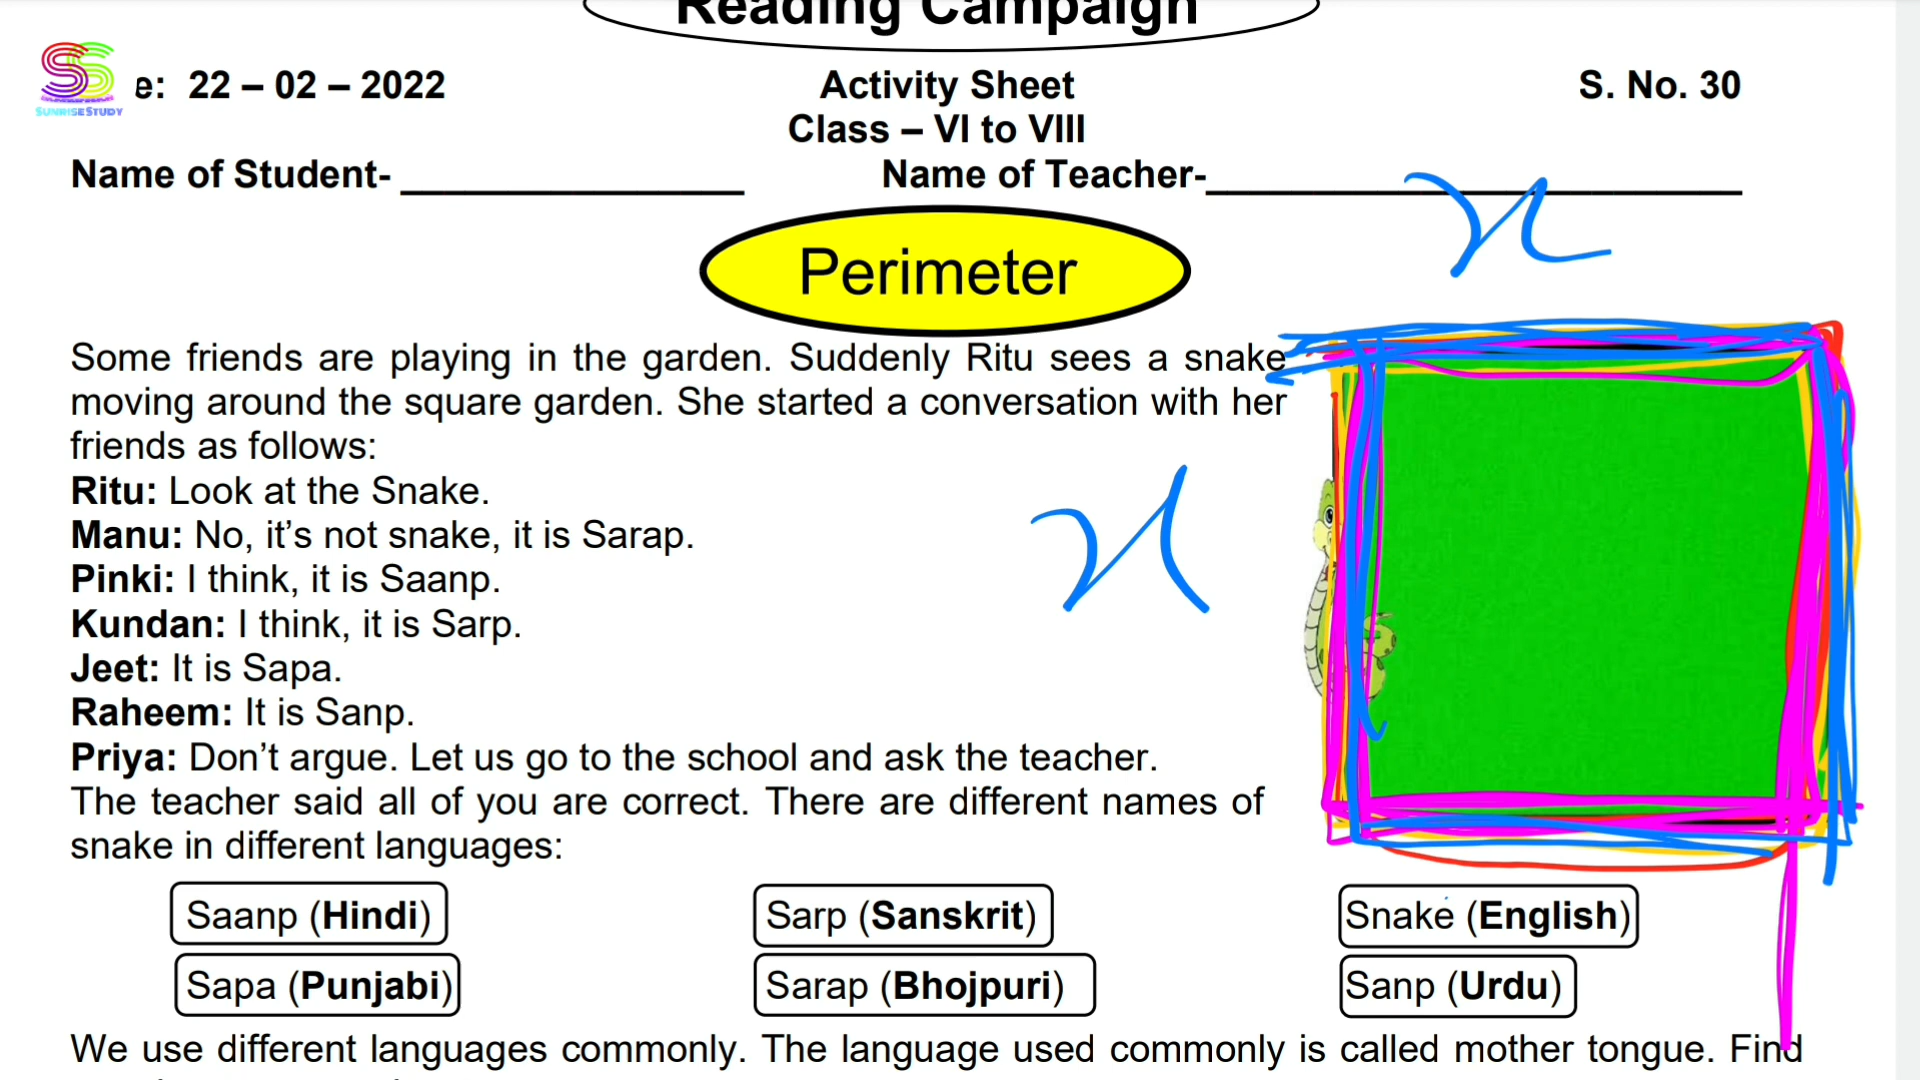 Reading Campaign
SUNRISE STUDY
e: 22 – 02 – 2022 Activity Sheet S. No. 30
Class – VI to VIII
Name of Student- ________________ Name of Teacher-_________________________
x
Perimeter
Some friends are playing in the garden. Suddenly Ritu sees a snake
moving around the square garden. She started a conversation with her
friends as follows:
Ritu: Look at the Snake.
x
Manu: No, it’s not snake, it is Sarap.
Pinki: I think, it is Saanp.
Kundan: I think, it is Sarp.
Jeet: It is Sapa.
Raheem: It is Sanp.
Priya: Don’t argue. Let us go to the school and ask the teacher.
The teacher said all of you are correct. There are different names of
snake in different languages:
Saanp (Hindi) Sarp (Sanskrit) Snake (English)
Sapa (Punjabi) Sarap (Bhojpuri) Sanp (Urdu)
We use different languages commonly. The language used commonly is called mother tongue. Find